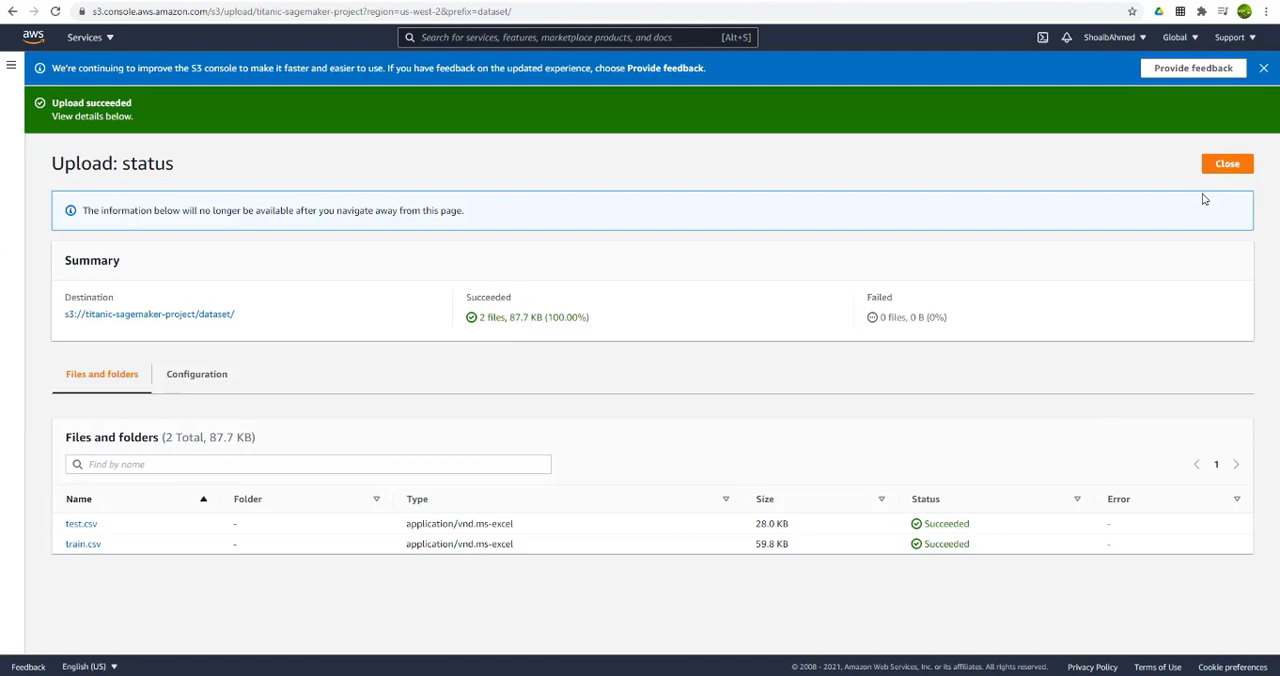 s3.console.aws.amazon.com/s3/upload/titanic-sagemaker-project?region=us-west-2&prefix=dataset/
aws Services Search for services, features, marketplace products, and docs [Alt+S] ShoaibAhmed Global Support
We're continuing to improve the S3 console to make it faster and easier to use. If you have feedback on the updated experience, choose Provide feedback. Provide feedback
Upload succeeded
View details below.
Upload: status Close
The information below will no longer be available after you navigate away from this page.
Summary
Destination Succeeded Failed
s3://titanic-sagemaker-project/dataset/ 2 files, 87.7 KB (100.00%) 0 files, 0 B (0%)
Files and folders Configuration
Files and folders (2 Total, 87.7 KB)
Find by name 1
Name Folder Type Size Status Error
test.csv - application/vnd.ms-excel 28.0 KB Succeeded -
train.csv - application/vnd.ms-excel 59.8 KB Succeeded -
Feedback English (US) © 2008 - 2021, Amazon Web Services, Inc. or its affiliates. All rights reserved. Privacy Policy Terms of Use Cookie preferences